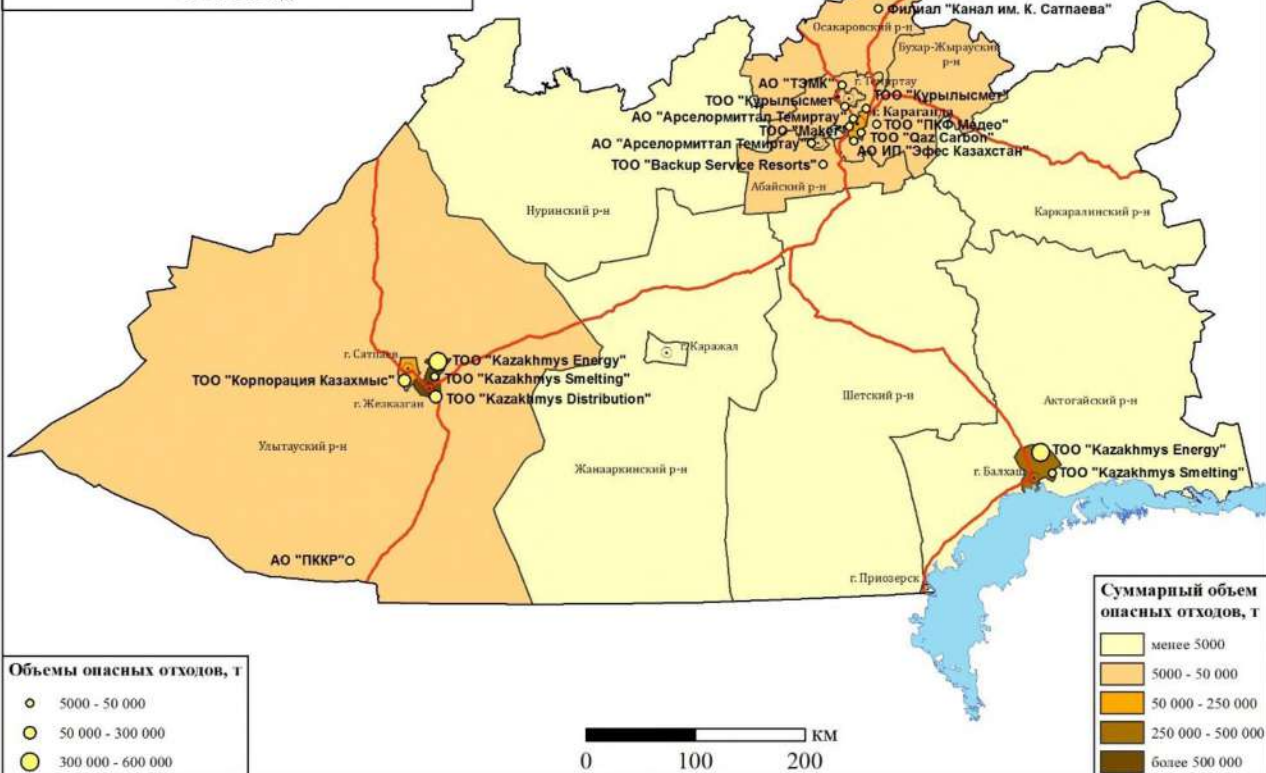 Филиал "Канал им. К. Сатпаева"
Осакаровский р-н
Бухар-Жырауский
р-н
АО "ТЭМК"
г. Темиртау
ТОО "Курылысмет"
ТОО "Курылысмет"
г. Караганда
АО "Арселормиттал Темиртау"
ТОО "ПКФ Медео"
ТОО "Maker"
ТОО "Qaz Carbon"
АО "Арселормиттал Темиртау"
АО ИП "Эфес Казахстан"
ТОО "Backup Service Resorts"
Абайский р-н
Нуринский р-н
Каркаралинский р-н
г. Каражал
г. Сатпаев
ТОО "Kazakhmys Energy"
ТОО "Корпорация Казахмыс"
ТОО "Kazakhmys Smelting"
г. Жезказган
ТОО "Kazakhmys Distribution"
Шетский р-н
Актогайский р-н
Улытауский р-н
Жанааркинский р-н
ТОО "Kazakhmys Energy"
г. Балхаш
ТОО "Kazakhmys Smelting"
АО "ПККР"
г. Приозерск
Объемы опасных отходов, т
5000 - 50 000
50 000 - 300 000
300 000 - 600 000
км
0 100 200
Суммарный объем
опасных отходов, т
менее 5000
5000 - 50 000
50 000 - 250 000
250 000 - 500 000
более 500 000